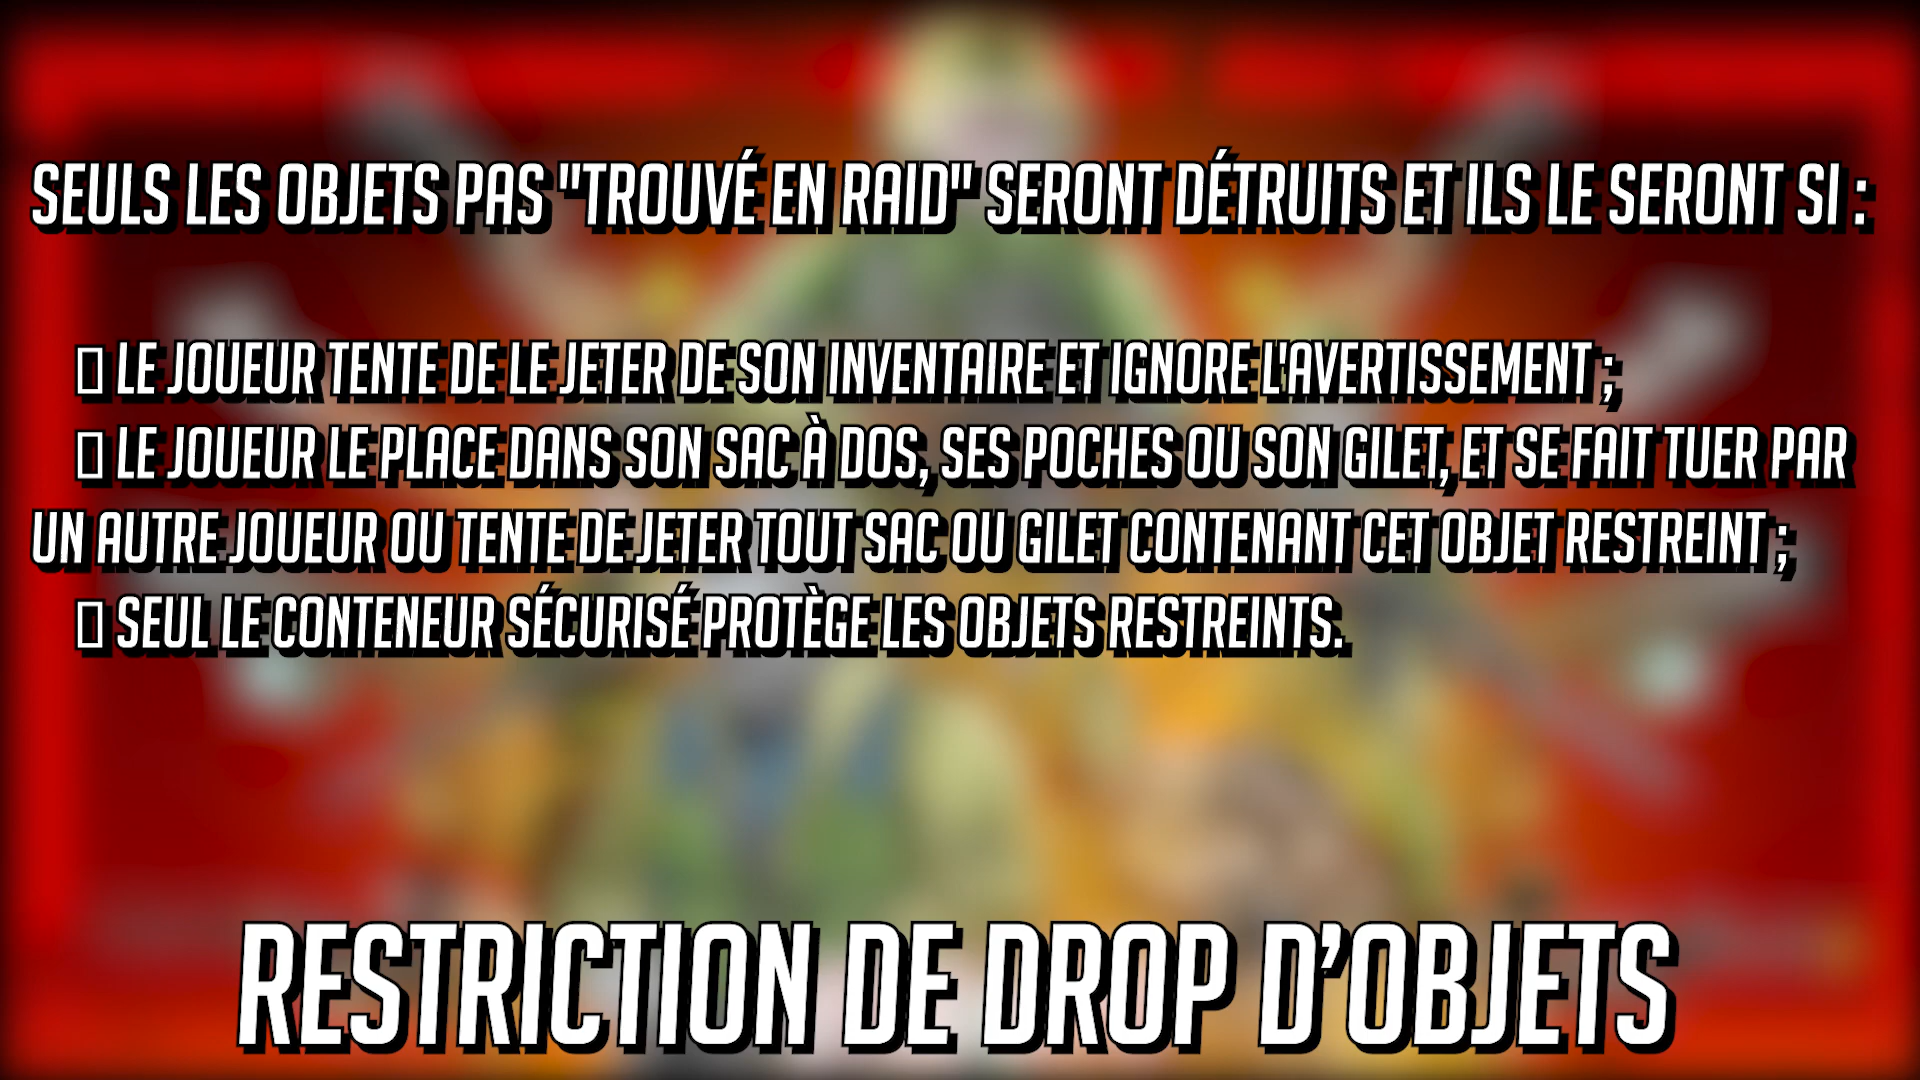 SEULS LES OBJETS PAS "TROUVÉ EN RAID" SERONT DÉTRUITS ET ILS LE SERONT SI :
▯ LE JOUEUR TENTE DE LE JETER DE SON INVENTAIRE ET IGNORE L'AVERTISSEMENT ;
▯ LE JOUEUR LE PLACE DANS SON SAC À DOS, SES POCHES OU SON GILET, ET SE FAIT TUER PAR
UN AUTRE JOUEUR OU TENTE DE JETER TOUT SAC OU GILET CONTENANT CET OBJET RESTREINT ;
▯ SEUL LE CONTENEUR SÉCURISÉ PROTÈGE LES OBJETS RESTREINTS.
RESTRICTION DE DROP D’OBJETS